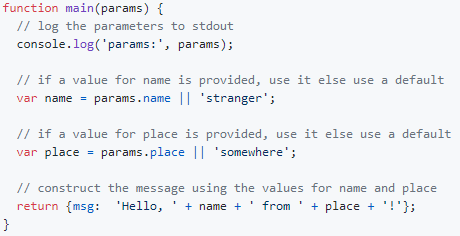 function main(params) {
  // log the parameters to stdout
  console.log('params:', params);

  // if a value for name is provided, use it else use a default
  var name = params.name || 'stranger';

  // if a value for place is provided, use it else use a default
  var place = params.place || 'somewhere';

  // construct the message using the values for name and place
  return {msg:  'Hello, ' + name + ' from ' + place + '!'};
}